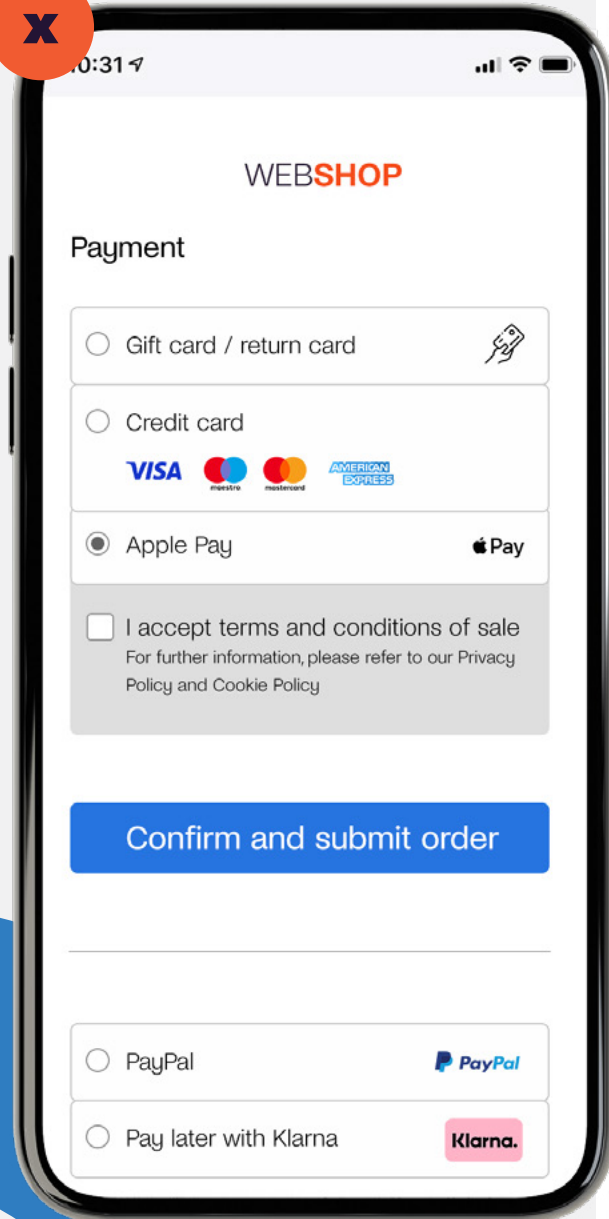 X
0:31
WEBSHOP
Payment
Gift card / return card
Credit card
VISA maestro mastercard AMERICAN EXPRESS
Apple Pay Pay
I accept terms and conditions of sale
For further information, please refer to our Privacy
Policy and Cookie Policy
Confirm and submit order
PayPal PayPal
Pay later with Klarna Klarna.